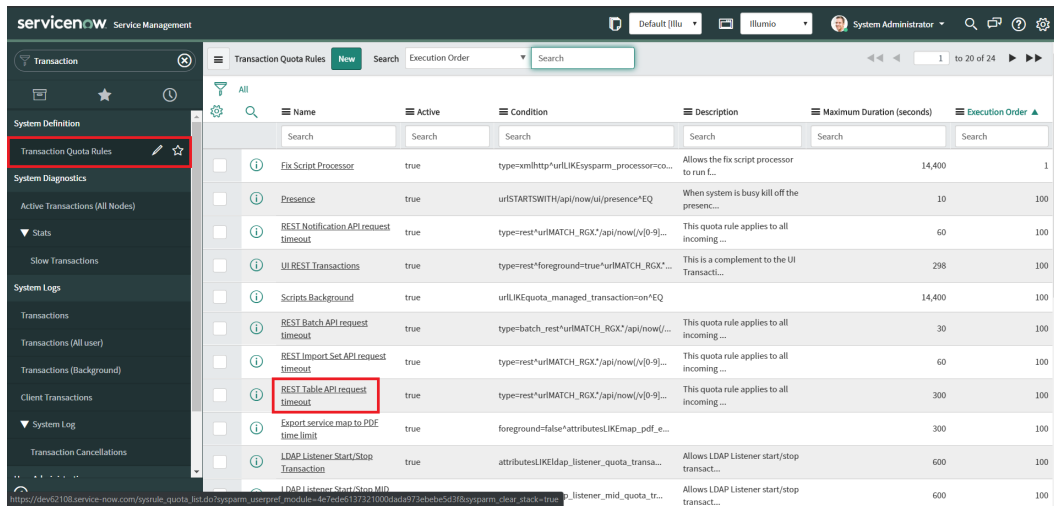 servicenow Service Management
Default [Illu
Illumio
System Administrator
Transaction
Transaction Quota Rules New Search Execution Order Search
1 to 20 of 24
All
Name Active Condition Description Maximum Duration (seconds) Execution Order
Search Search Search Search Search Search
System Definition
Transaction Quota Rules
System Diagnostics
Active Transactions (All Nodes)
Stats
Slow Transactions
System Logs
Transactions
Transactions (All user)
Transactions (Background)
Client Transactions
System Log
Transaction Cancellations
Fix Script Processor true type=xmlhttp^urlLIKEsysparm_processor=co... Allows the fix script processor to run f... 14,400 1
Presence true urlSTARTSWITH/api/now/ui/presence^EQ When system is busy kill off the presenc... 10 100
REST Notification API request timeout true type=rest^urlMATCH_RGX.*/api/now(/v[0-9]... This quota rule applies to all incoming ... 60 100
UI REST Transactions true type=rest^foreground=true^urlMATCH_RGX.*... This is a complement to the UI Transacti... 298 100
Scripts Background true urlLIKEquota_managed_transaction=on^EQ 14,400 100
REST Batch API request timeout true type=batch_rest^urlMATCH_RGX.*/api/now(/... This quota rule applies to all incoming ... 30 100
REST Import Set API request timeout true type=rest^urlMATCH_RGX.*/api/now(/v[0-9]... This quota rule applies to all incoming ... 60 100
REST Table API request timeout true type=rest^urlMATCH_RGX.*/api/now(/v[0-9]... This quota rule applies to all incoming ... 300 100
Export service map to PDF time limit true foreground=false^attributesLIKEmap_pdf_e... 300 100
LDAP Listener Start/Stop Transaction true attributesLIKEldap_listener_quota_transa... Allows LDAP Listener start/stop transact... 600 100
LDAP Listener Start/Stop MID p_listener_mid_quota_tr... Allows LDAP Listener start/stop transact... 600 100
https://dev62108.service-now.com/sysrule_quota_list.do?sysparm_userpref_module=4e7ede6137321000dada973ebebe5d3f&sysparm_clear_stack=true